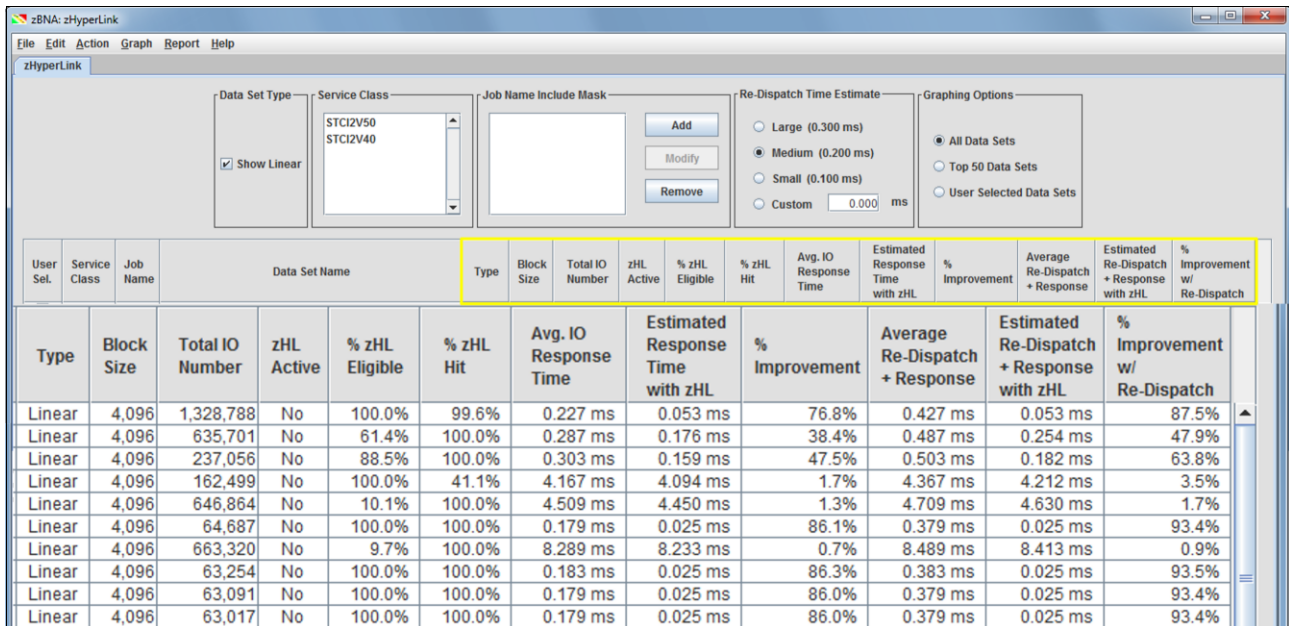 zBNA: zHyperLink
File Edit Action Graph Report Help
zHyperLink
Data Set Type
Show Linear
Service Class
STCI2V50
STCI2V40
Job Name Include Mask
Add
Modify
Remove
Re-Dispatch Time Estimate
Large (0.300 ms)
Medium (0.200 ms)
Small (0.100 ms)
Custom 0.000 ms
Graphing Options
All Data Sets
Top 50 Data Sets
User Selected Data Sets
User
Sel.
Service
Class
Job
Name
Data Set Name
Type
Block
Size
Total IO
Number
zHL
Active
% zHL
Eligible
% zHL
Hit
Avg. IO
Response
Time
Estimated
Response
Time
with zHL
%
Improvement
Average
Re-Dispatch
+ Response
Estimated
Re-Dispatch
+ Response
with zHL
%
Improvement
w/
Re-Dispatch
Type
Block
Size
Total IO
Number
zHL
Active
% zHL
Eligible
% zHL
Hit
Avg. IO
Response
Time
Estimated
Response
Time
with zHL
%
Improvement
Average
Re-Dispatch
+ Response
Estimated
Re-Dispatch
+ Response
with zHL
%
Improvement
w/
Re-Dispatch
Linear 4,096 1,328,788 No 100.0% 99.6% 0.227 ms 0.053 ms 76.8% 0.427 ms 0.053 ms 87.5%
Linear 4,096 635,701 No 61.4% 100.0% 0.287 ms 0.176 ms 38.4% 0.487 ms 0.254 ms 47.9%
Linear 4,096 237,056 No 88.5% 100.0% 0.303 ms 0.159 ms 47.5% 0.503 ms 0.182 ms 63.8%
Linear 4,096 162,499 No 100.0% 41.1% 4.167 ms 4.094 ms 1.7% 4.367 ms 4.212 ms 3.5%
Linear 4,096 646,864 No 10.1% 100.0% 4.509 ms 4.450 ms 1.3% 4.709 ms 4.630 ms 1.7%
Linear 4,096 64,687 No 100.0% 100.0% 0.179 ms 0.025 ms 86.1% 0.379 ms 0.025 ms 93.4%
Linear 4,096 663,320 No 9.7% 100.0% 8.289 ms 8.233 ms 0.7% 8.489 ms 8.413 ms 0.9%
Linear 4,096 63,254 No 100.0% 100.0% 0.183 ms 0.025 ms 86.3% 0.383 ms 0.025 ms 93.5%
Linear 4,096 63,091 No 100.0% 100.0% 0.179 ms 0.025 ms 86.0% 0.379 ms 0.025 ms 93.4%
Linear 4,096 63,017 No 100.0% 100.0% 0.179 ms 0.025 ms 86.0% 0.379 ms 0.025 ms 93.4%